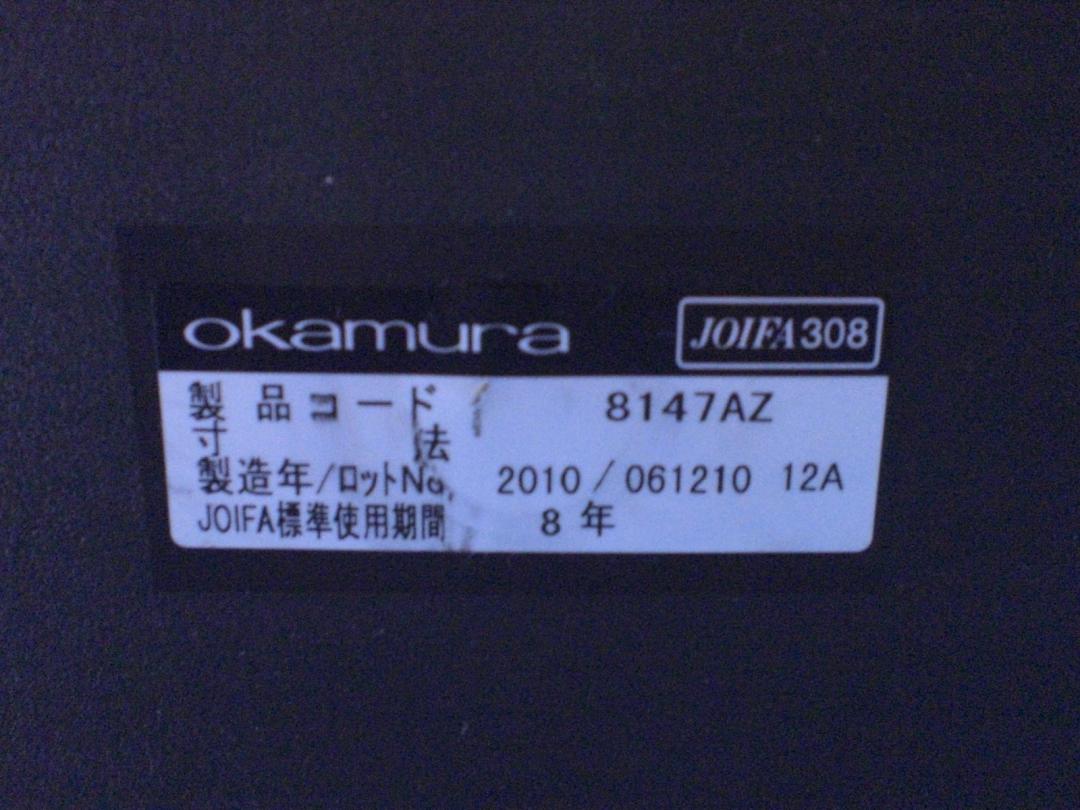 okamura JOIFA308
製品コード 8147AZ
寸法
製造年/ロットNo. 2010/061210 12A
JOIFA標準使用期間 8年